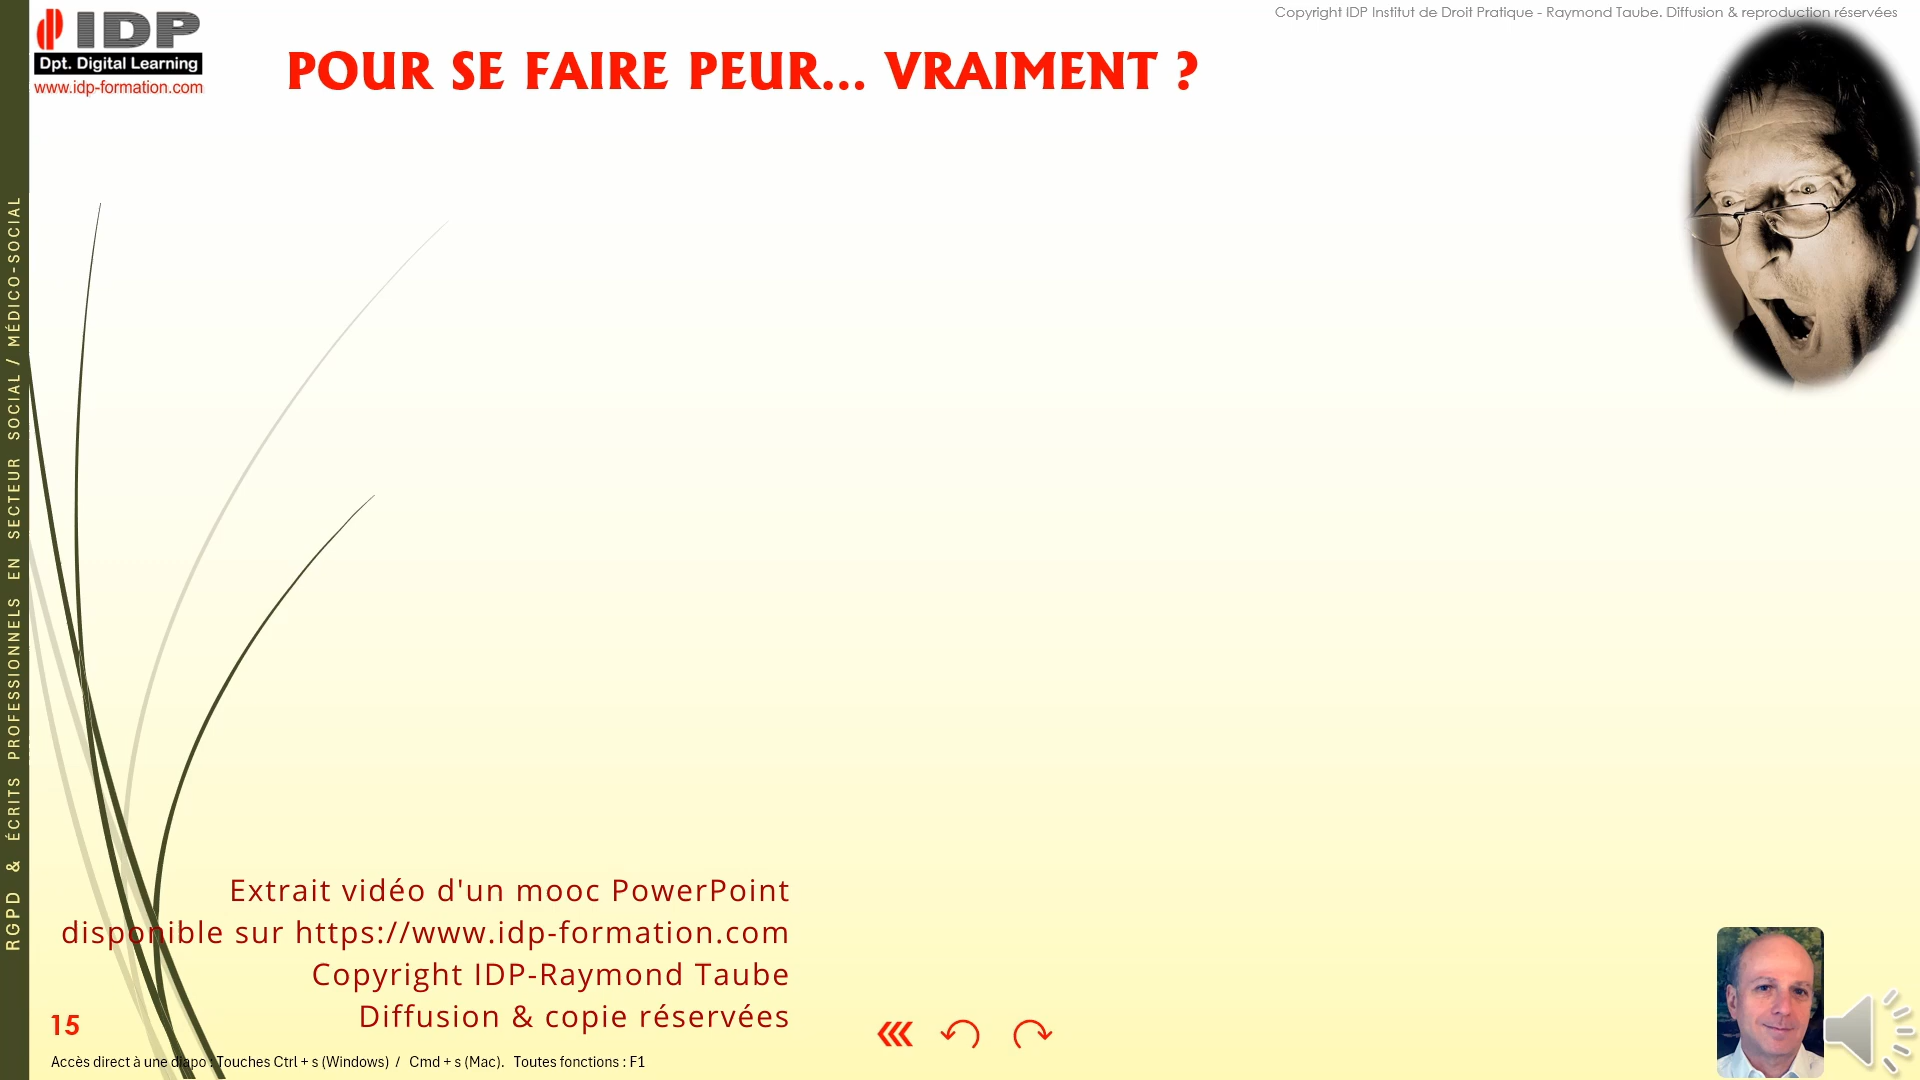 Copyright IDP Institut de Droit Pratique - Raymond Taube. Diffusion & reproduction réservées
IDP
Dpt. Digital Learning
www.idp-formation.com
POUR SE FAIRE PEUR... VRAIMENT ?
RGPD & ÉCRITS PROFESSIONNELS EN SECTEUR SOCIAL / MÉDICO-SOCIAL
Extrait vidéo d'un mooc PowerPoint
disponible sur https://www.idp-formation.com
Copyright IDP-Raymond Taube
Diffusion & copie réservées
15
Accès direct à une diapo : Touches Ctrl + s (Windows) / Cmd + s (Mac). Toutes fonctions : F1